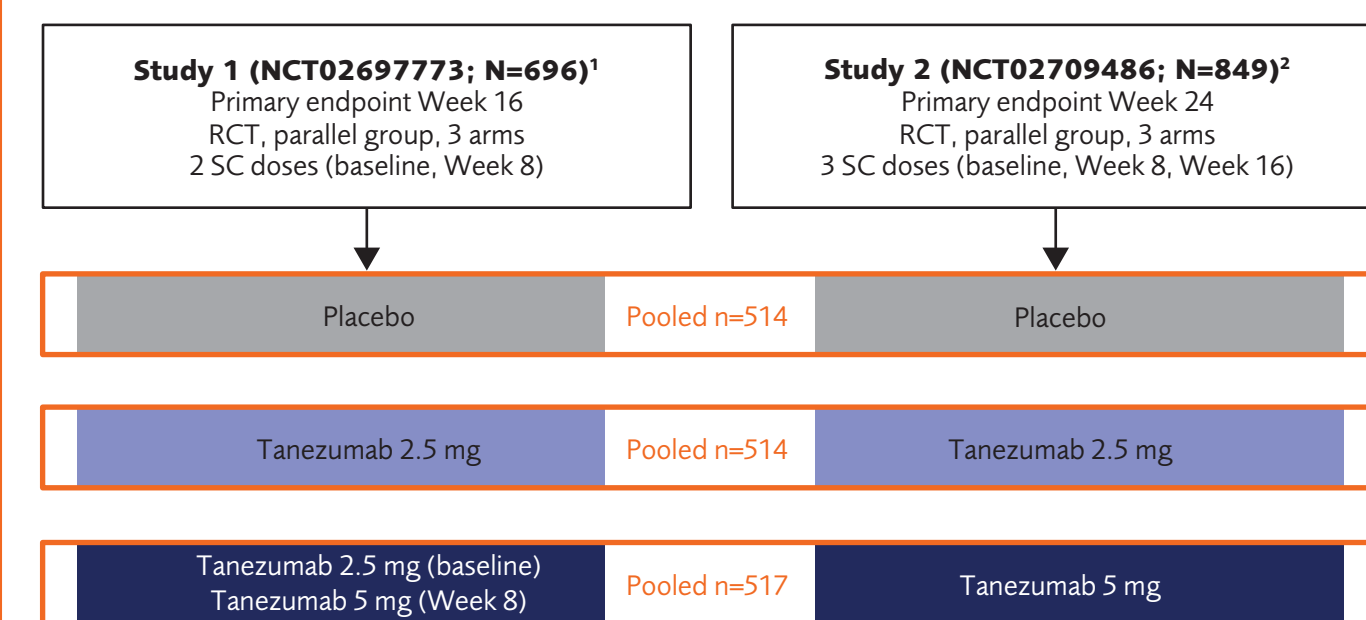 Study 1 (NCT02697773; N=696)¹
Primary endpoint Week 16
RCT, parallel group, 3 arms
2 SC doses (baseline, Week 8)
Study 2 (NCT02709486; N=849)²
Primary endpoint Week 24
RCT, parallel group, 3 arms
3 SC doses (baseline, Week 8, Week 16)
Placebo
Pooled n=514
Placebo
Tanezumab 2.5 mg
Pooled n=514
Tanezumab 2.5 mg
Tanezumab 2.5 mg (baseline)
Tanezumab 5 mg (Week 8)
Pooled n=517
Tanezumab 5 mg